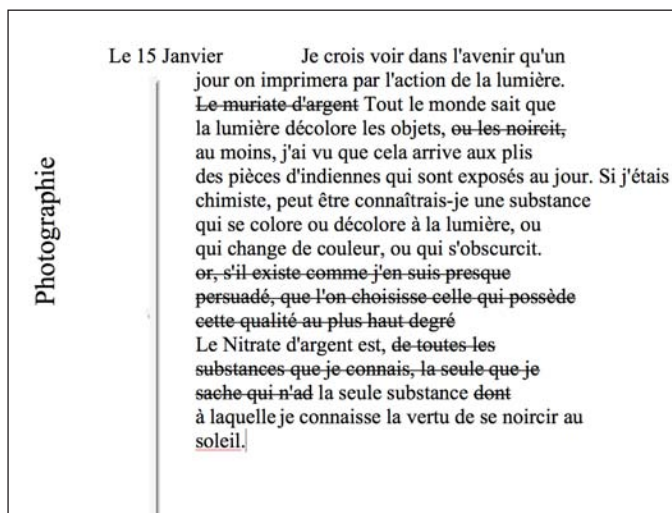 Photographie
Le 15 Janvier Je crois voir dans l'avenir qu'un
jour on imprimera par l'action de la lumière.
Le muriate d'argent Tout le monde sait que
la lumière décolore les objets, ou les noircit,
au moins, j'ai vu que cela arrive aux plis
des pièces d'indiennes qui sont exposés au jour. Si j'étais
chimiste, peut être connaîtrais-je une substance
qui se colore ou décolore à la lumière, ou
qui change de couleur, ou qui s'obscurcit.
or, s'il existe comme j'en suis presque
persuadé, que l'on choisisse celle qui possède
cette qualité au plus haut degré
Le Nitrate d'argent est, de toutes les
substances que je connais, la seule que je
sache qui n'ad la seule substance dont
à laquelle je connaisse la vertu de se noircir au
soleil.